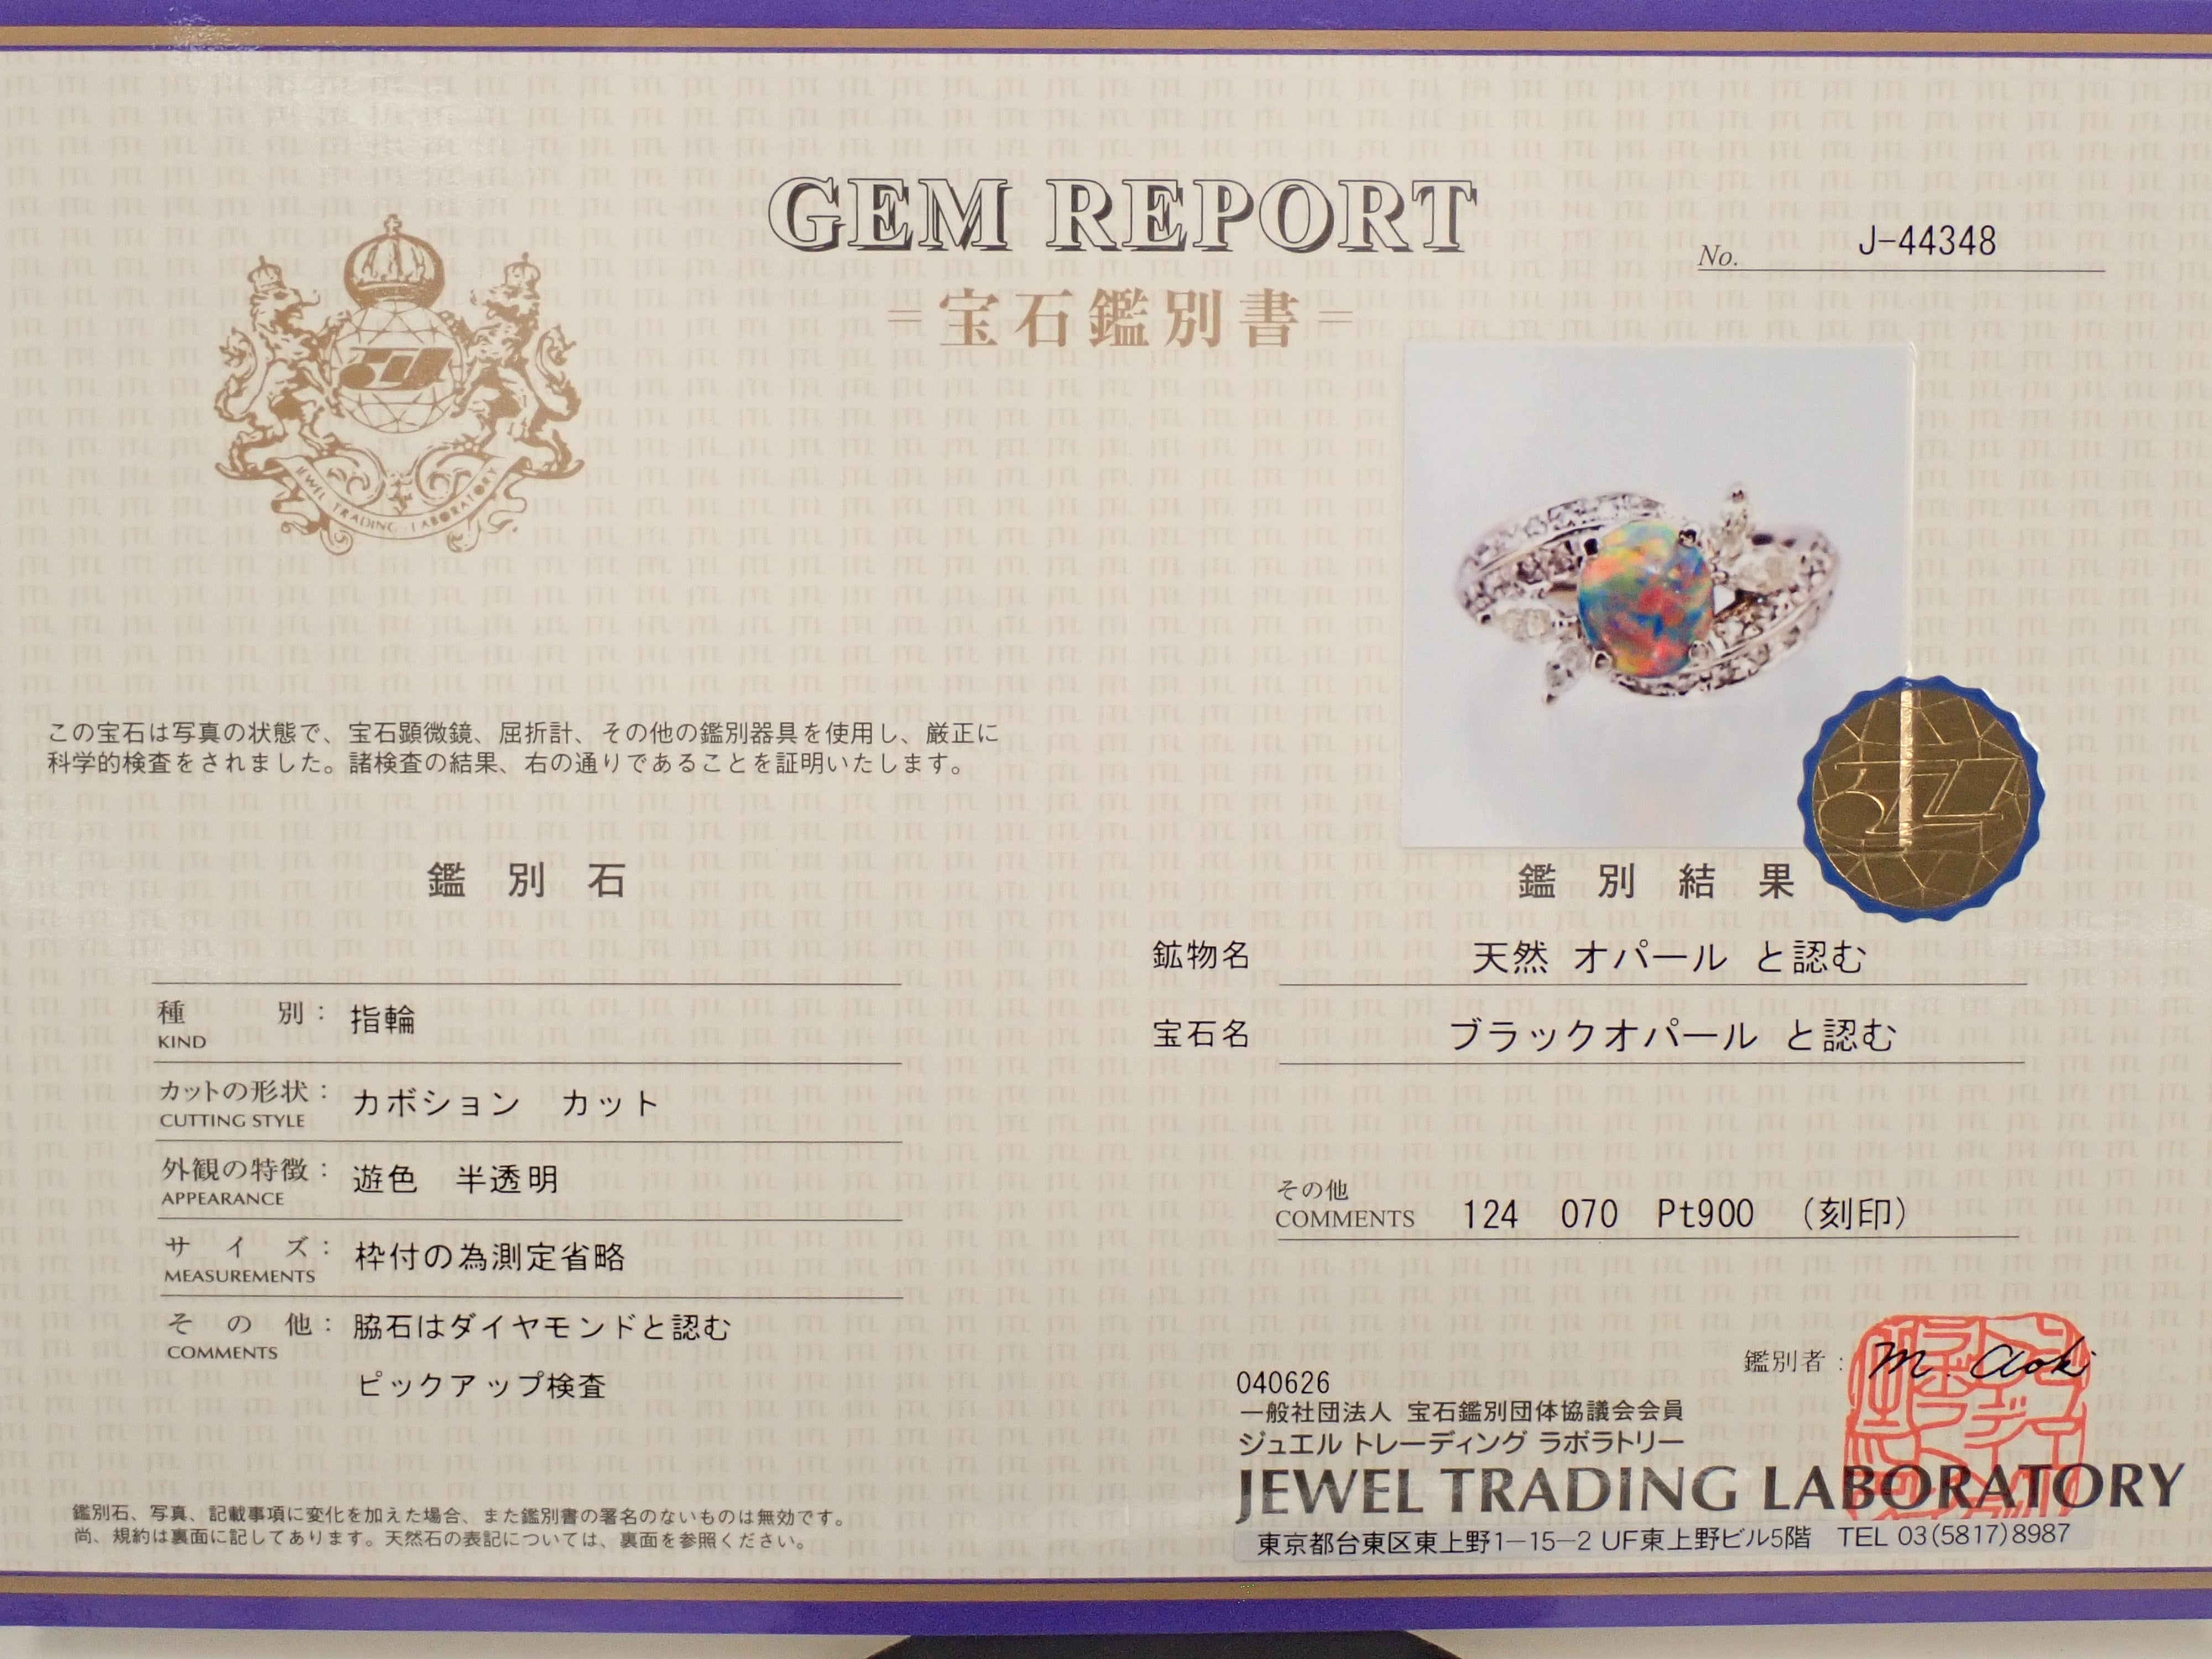 GEM REPORT
No. J-44348
=宝石鑑別書=
JEWEL TRADING LABORATORY
この宝石は写真の状態で、宝石顕微鏡、屈折計、その他の鑑別器具を使用し、厳正に
科学的検査をされました。諸検査の結果、右の通りであることを証明いたします。
鑑 別 石
種 別： 指輪
KIND
カットの形状： カボション カット
CUTTING STYLE
外観の特徴： 遊色 半透明
APPEARANCE
サ イ ズ： 枠付の為測定省略
MEASUREMENTS
そ の 他： 脇石はダイヤモンドと認む
COMMENTS
ピックアップ検査
鑑別石、写真、記載事項に変化を加えた場合、また鑑別書の署名のないものは無効です。
尚、規約は裏面に記してあります。天然石の表記については、裏面を参照ください。
鑑 別 結 果
鉱物名 天然 オパール と認む
宝石名 ブラックオパール と認む
その他
COMMENTS 124 070 Pt900 （刻印）
鑑別者： M. Aoki
040626
一般社団法人 宝石鑑別団体協議会会員
ジュエル トレーディング ラボラトリー
JEWEL TRADING LABORATORY
東京都台東区東上野1－15－2 UF東上野ビル5階 TEL 03(5817)8987